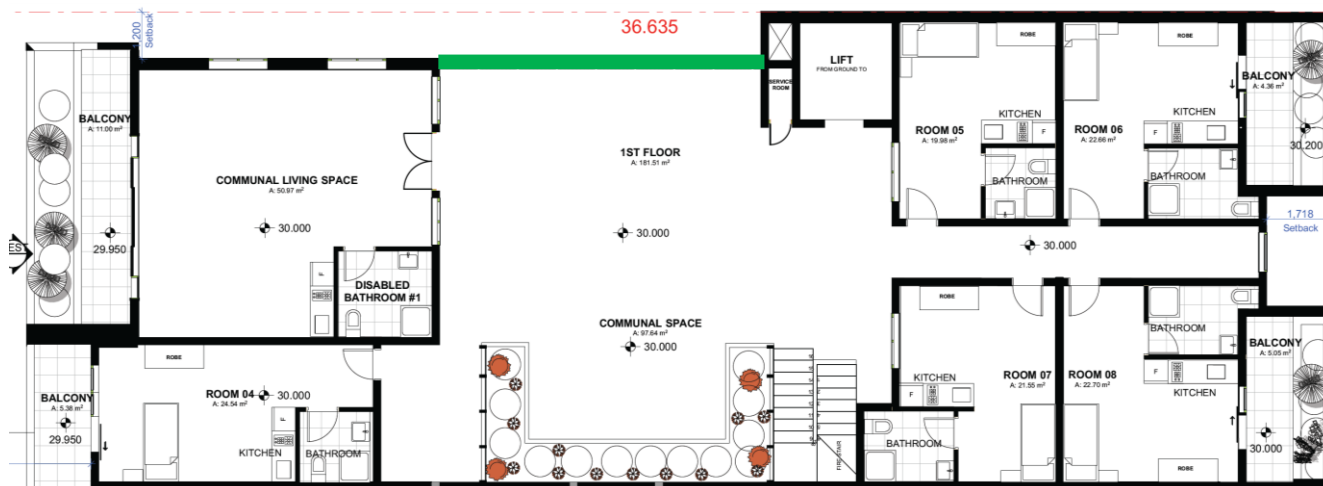 36.635
1,200
Setback
LIFT
FROM GROUND TO
SERVICE
ROOM
ROBE
ROBE
BALCONY
A: 11.00 m²
BALCONY
A: 4.36 m²
KITCHEN
KITCHEN
ROOM 05
A: 19.98 m²
F
ROOM 06
A: 22.66 m²
F
30.200
1ST FLOOR
A: 181.51 m²
COMMUNAL LIVING SPACE
A: 50.97 m²
BATHROOM
BATHROOM
30.000
30.000
29.950
EST
1,718
Setback
30.000
F
DISABLED
BATHROOM #1
ROBE
ROBE
COMMUNAL SPACE
A: 97.64 m²
30.000
BATHROOM
BALCONY
A: 5.05 m²
ROBE
BALCONY
A: 5.38 m²
ROOM 04
A: 24.54 m²
30.000
29.950
F
KITCHEN
BATHROOM
KITCHEN
F
ROOM 07
A: 21.55 m²
ROOM 08
A: 22.70 m²
F
KITCHEN
BATHROOM
30.000
FIRE STAIR
ROBE